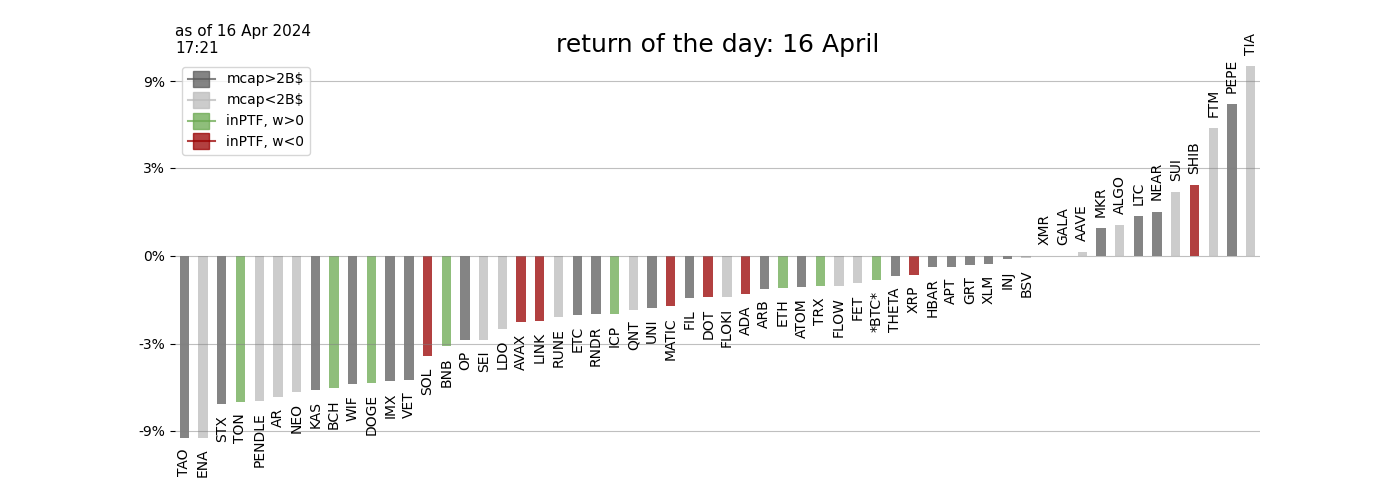 as of 16 Apr 2024
17:21
return of the day: 16 April
mcap>2B$
mcap<2B$
inPTF, w>0
inPTF, w<0
9%
3%
0%
-3%
-9%
TAO
ENA
STX
TON
PENDLE
AR
NEO
KAS
BCH
WIF
DOGE
IMX
VET
SOL
BNB
OP
SEI
LDO
AVAX
LINK
RUNE
ETC
RNDR
ICP
QNT
UNI
MATIC
FIL
DOT
FLOKI
ADA
ARB
ETH
ATOM
TRX
FLOW
FET
*BTC*
THETA
XRP
HBAR
APT
GRT
XLM
INJ
BSV
XMR
GALA
AAVE
MKR
ALGO
LTC
NEAR
SUI
SHIB
FTM
PEPE
TIA